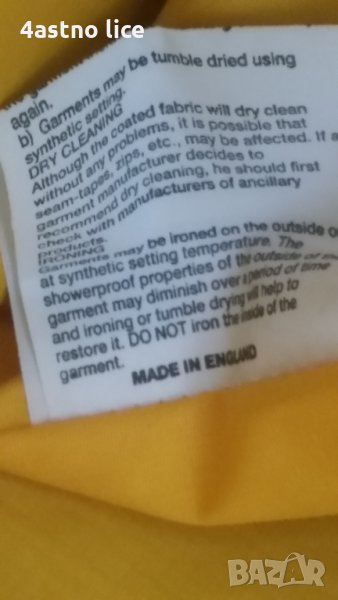 4astno lice
again.
b) Garments may be tumble dried using
synthetic setting.
DRY CLEANING
Although the coated fabric will dry clean
without any problems, it is possible that
seam-tapes, zips, etc., may be affected. If a
garment manufacturer decides to
recommend dry cleaning, he should first
check with manufacturers of ancillary
products.
IRONING
Garments may be ironed on the outside o
at synthetic setting temperature. The
showerproof properties of the outside of
garment may diminish over a period of time
and ironing or tumble drying will help to
restore it. DO NOT iron the inside of the
garment.
MADE IN ENGLAND
BAZAR